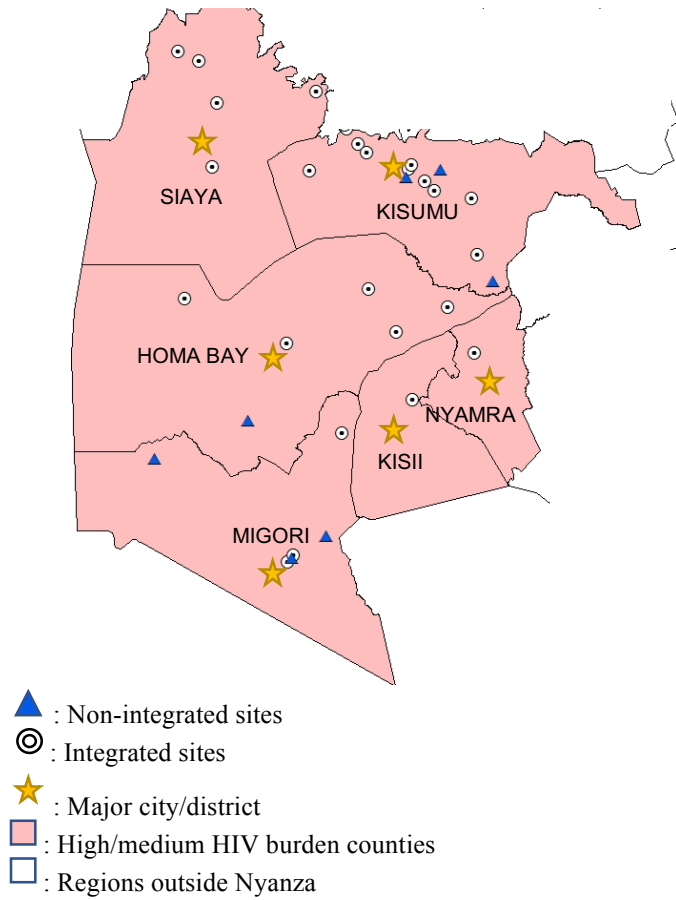 SIAYA
KISUMU
HOMA BAY
NYAMRA
KISII
MIGORI
: Non-integrated sites
: Integrated sites
: Major city/district
: High/medium HIV burden counties
: Regions outside Nyanza